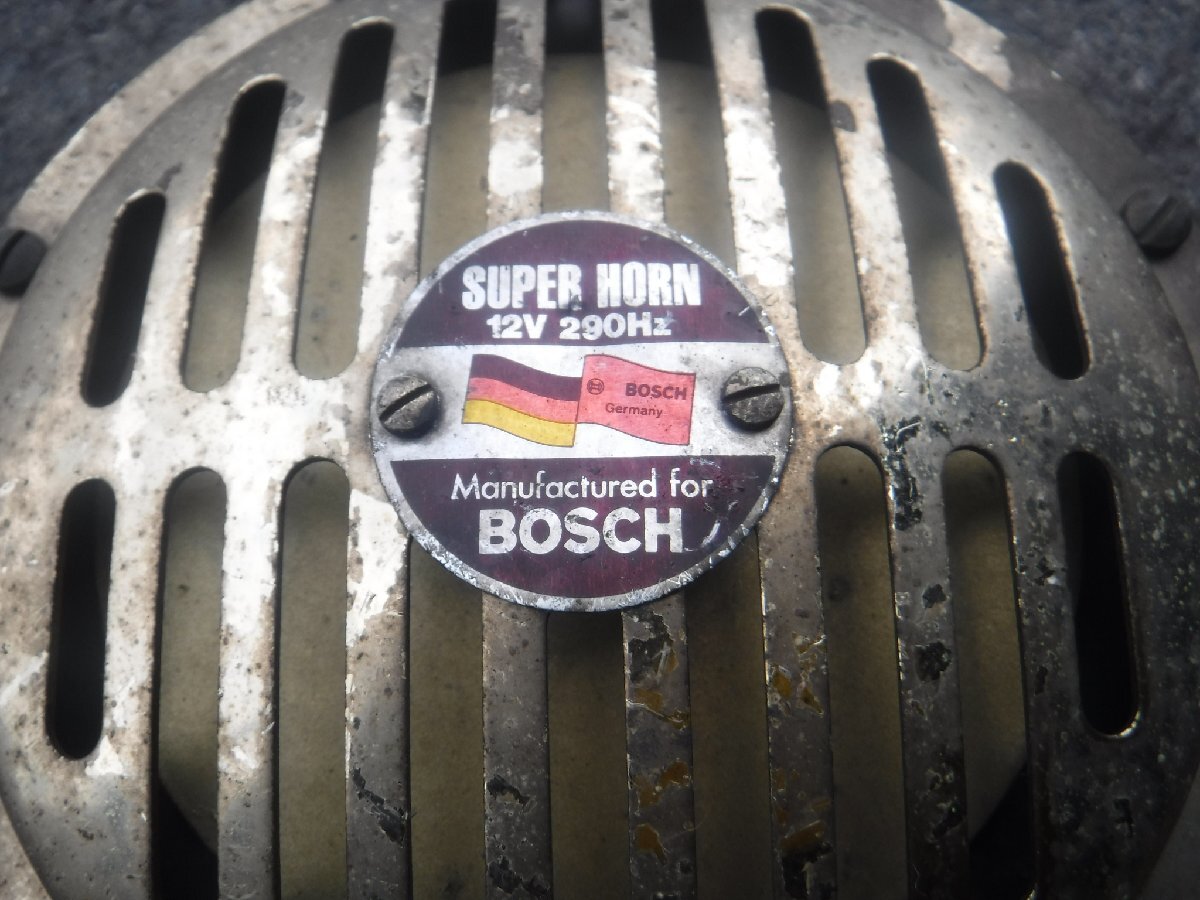 SUPER HORN
12V 290Hz
BOSCH
Germany
Manufactured for
BOSCH